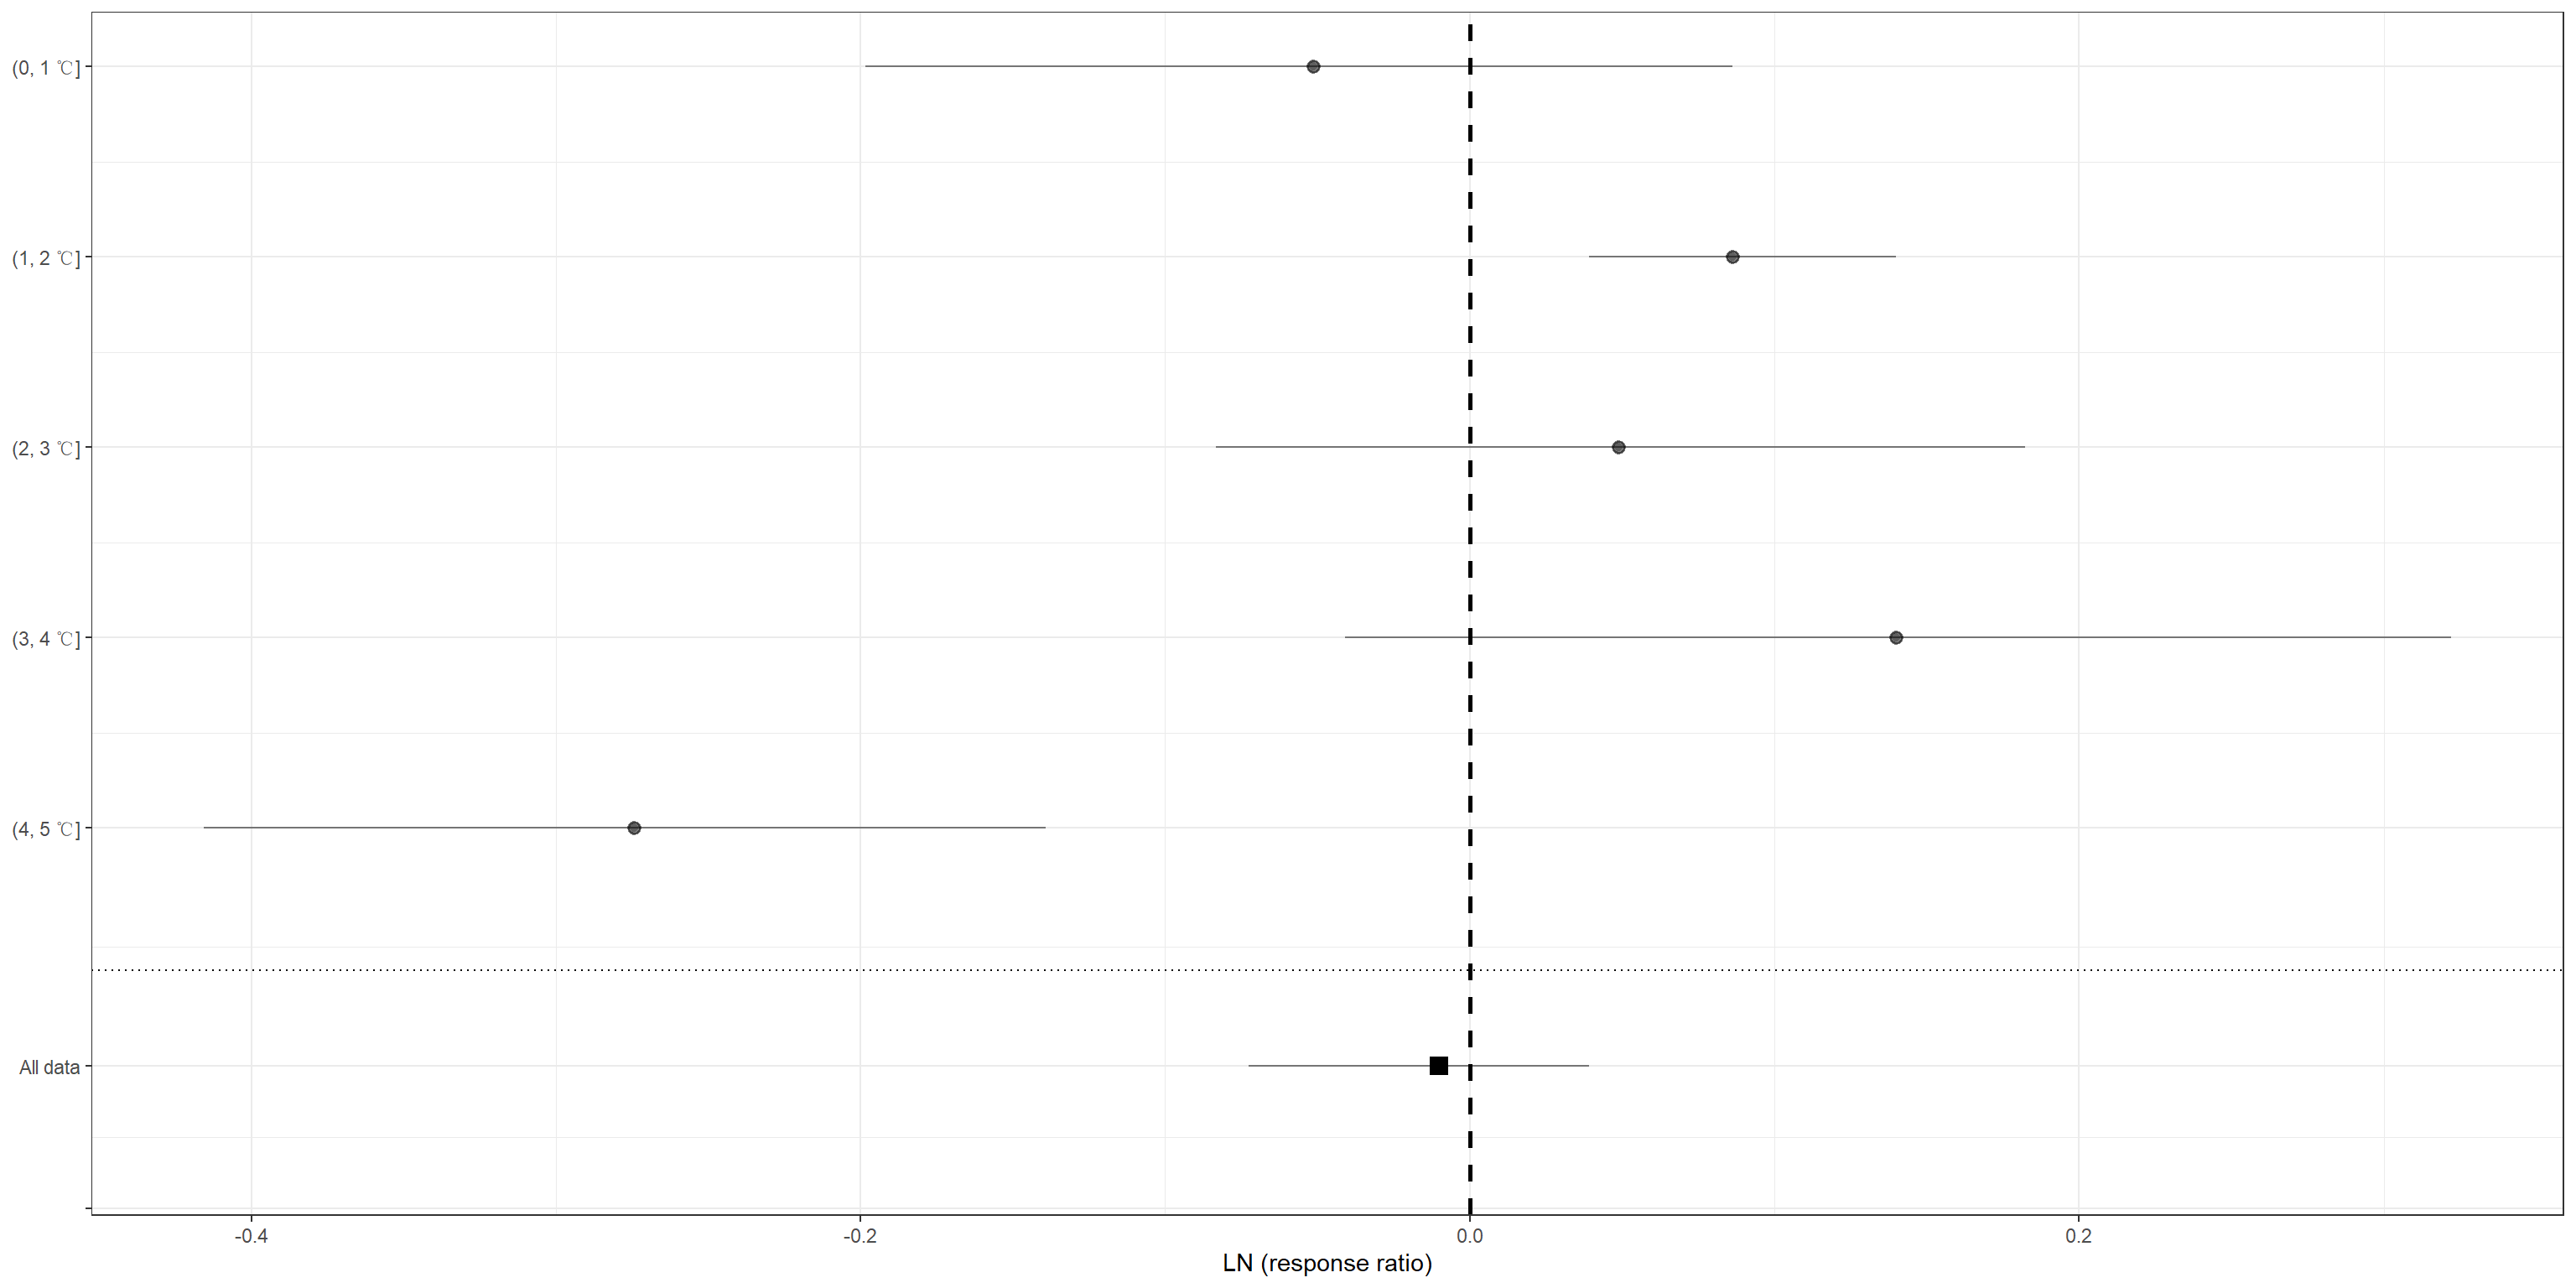 (0, 1 ℃]
(1, 2 ℃]
(2, 3 ℃]
(3, 4 ℃]
(4, 5 ℃]
All data
-0.4 -0.2 0.0 0.2
LN (response ratio)